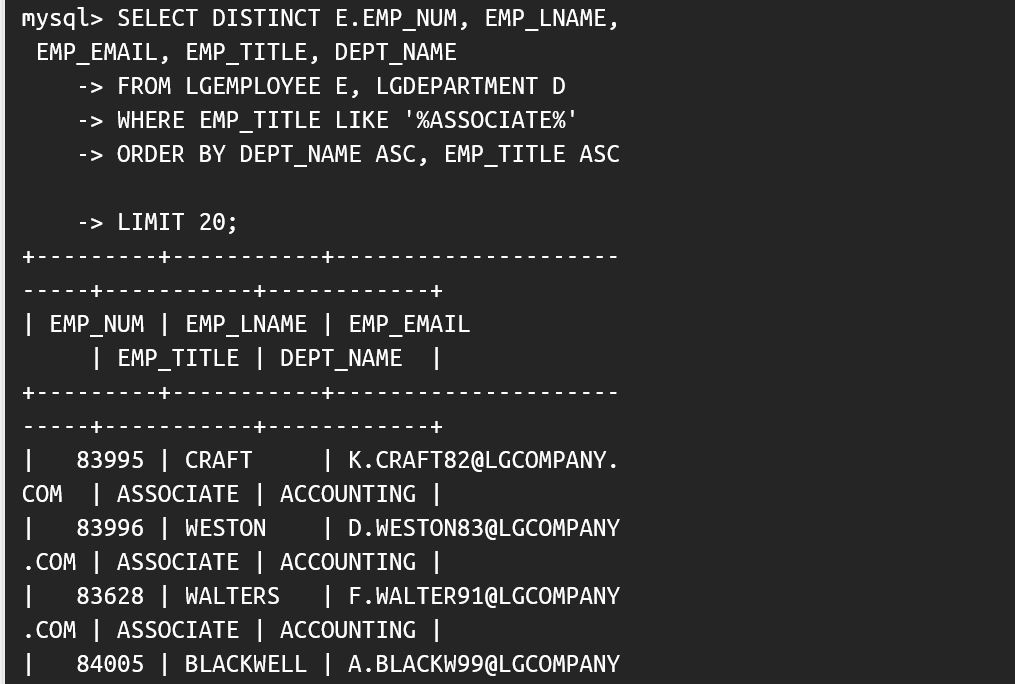 mysql> SELECT DISTINCT E.EMP_NUM, EMP_LNAME,
 EMP_EMAIL, EMP_TITLE, DEPT_NAME
    -> FROM LGEMPLOYEE E, LGDEPARTMENT D
    -> WHERE EMP_TITLE LIKE '%ASSOCIATE%'
    -> ORDER BY DEPT_NAME ASC, EMP_TITLE ASC

    -> LIMIT 20;
+---------+-----------+---------------------
-----+-----------+------------+
| EMP_NUM | EMP_LNAME | EMP_EMAIL
     | EMP_TITLE | DEPT_NAME  |
+---------+-----------+---------------------
-----+-----------+------------+
|   83995 | CRAFT     | K.CRAFT82@LGCOMPANY.
COM  | ASSOCIATE | ACCOUNTING |
|   83996 | WESTON    | D.WESTON83@LGCOMPANY
.COM | ASSOCIATE | ACCOUNTING |
|   83628 | WALTERS   | F.WALTER91@LGCOMPANY
.COM | ASSOCIATE | ACCOUNTING |
|   84005 | BLACKWELL | A.BLACKW99@LGCOMPANY